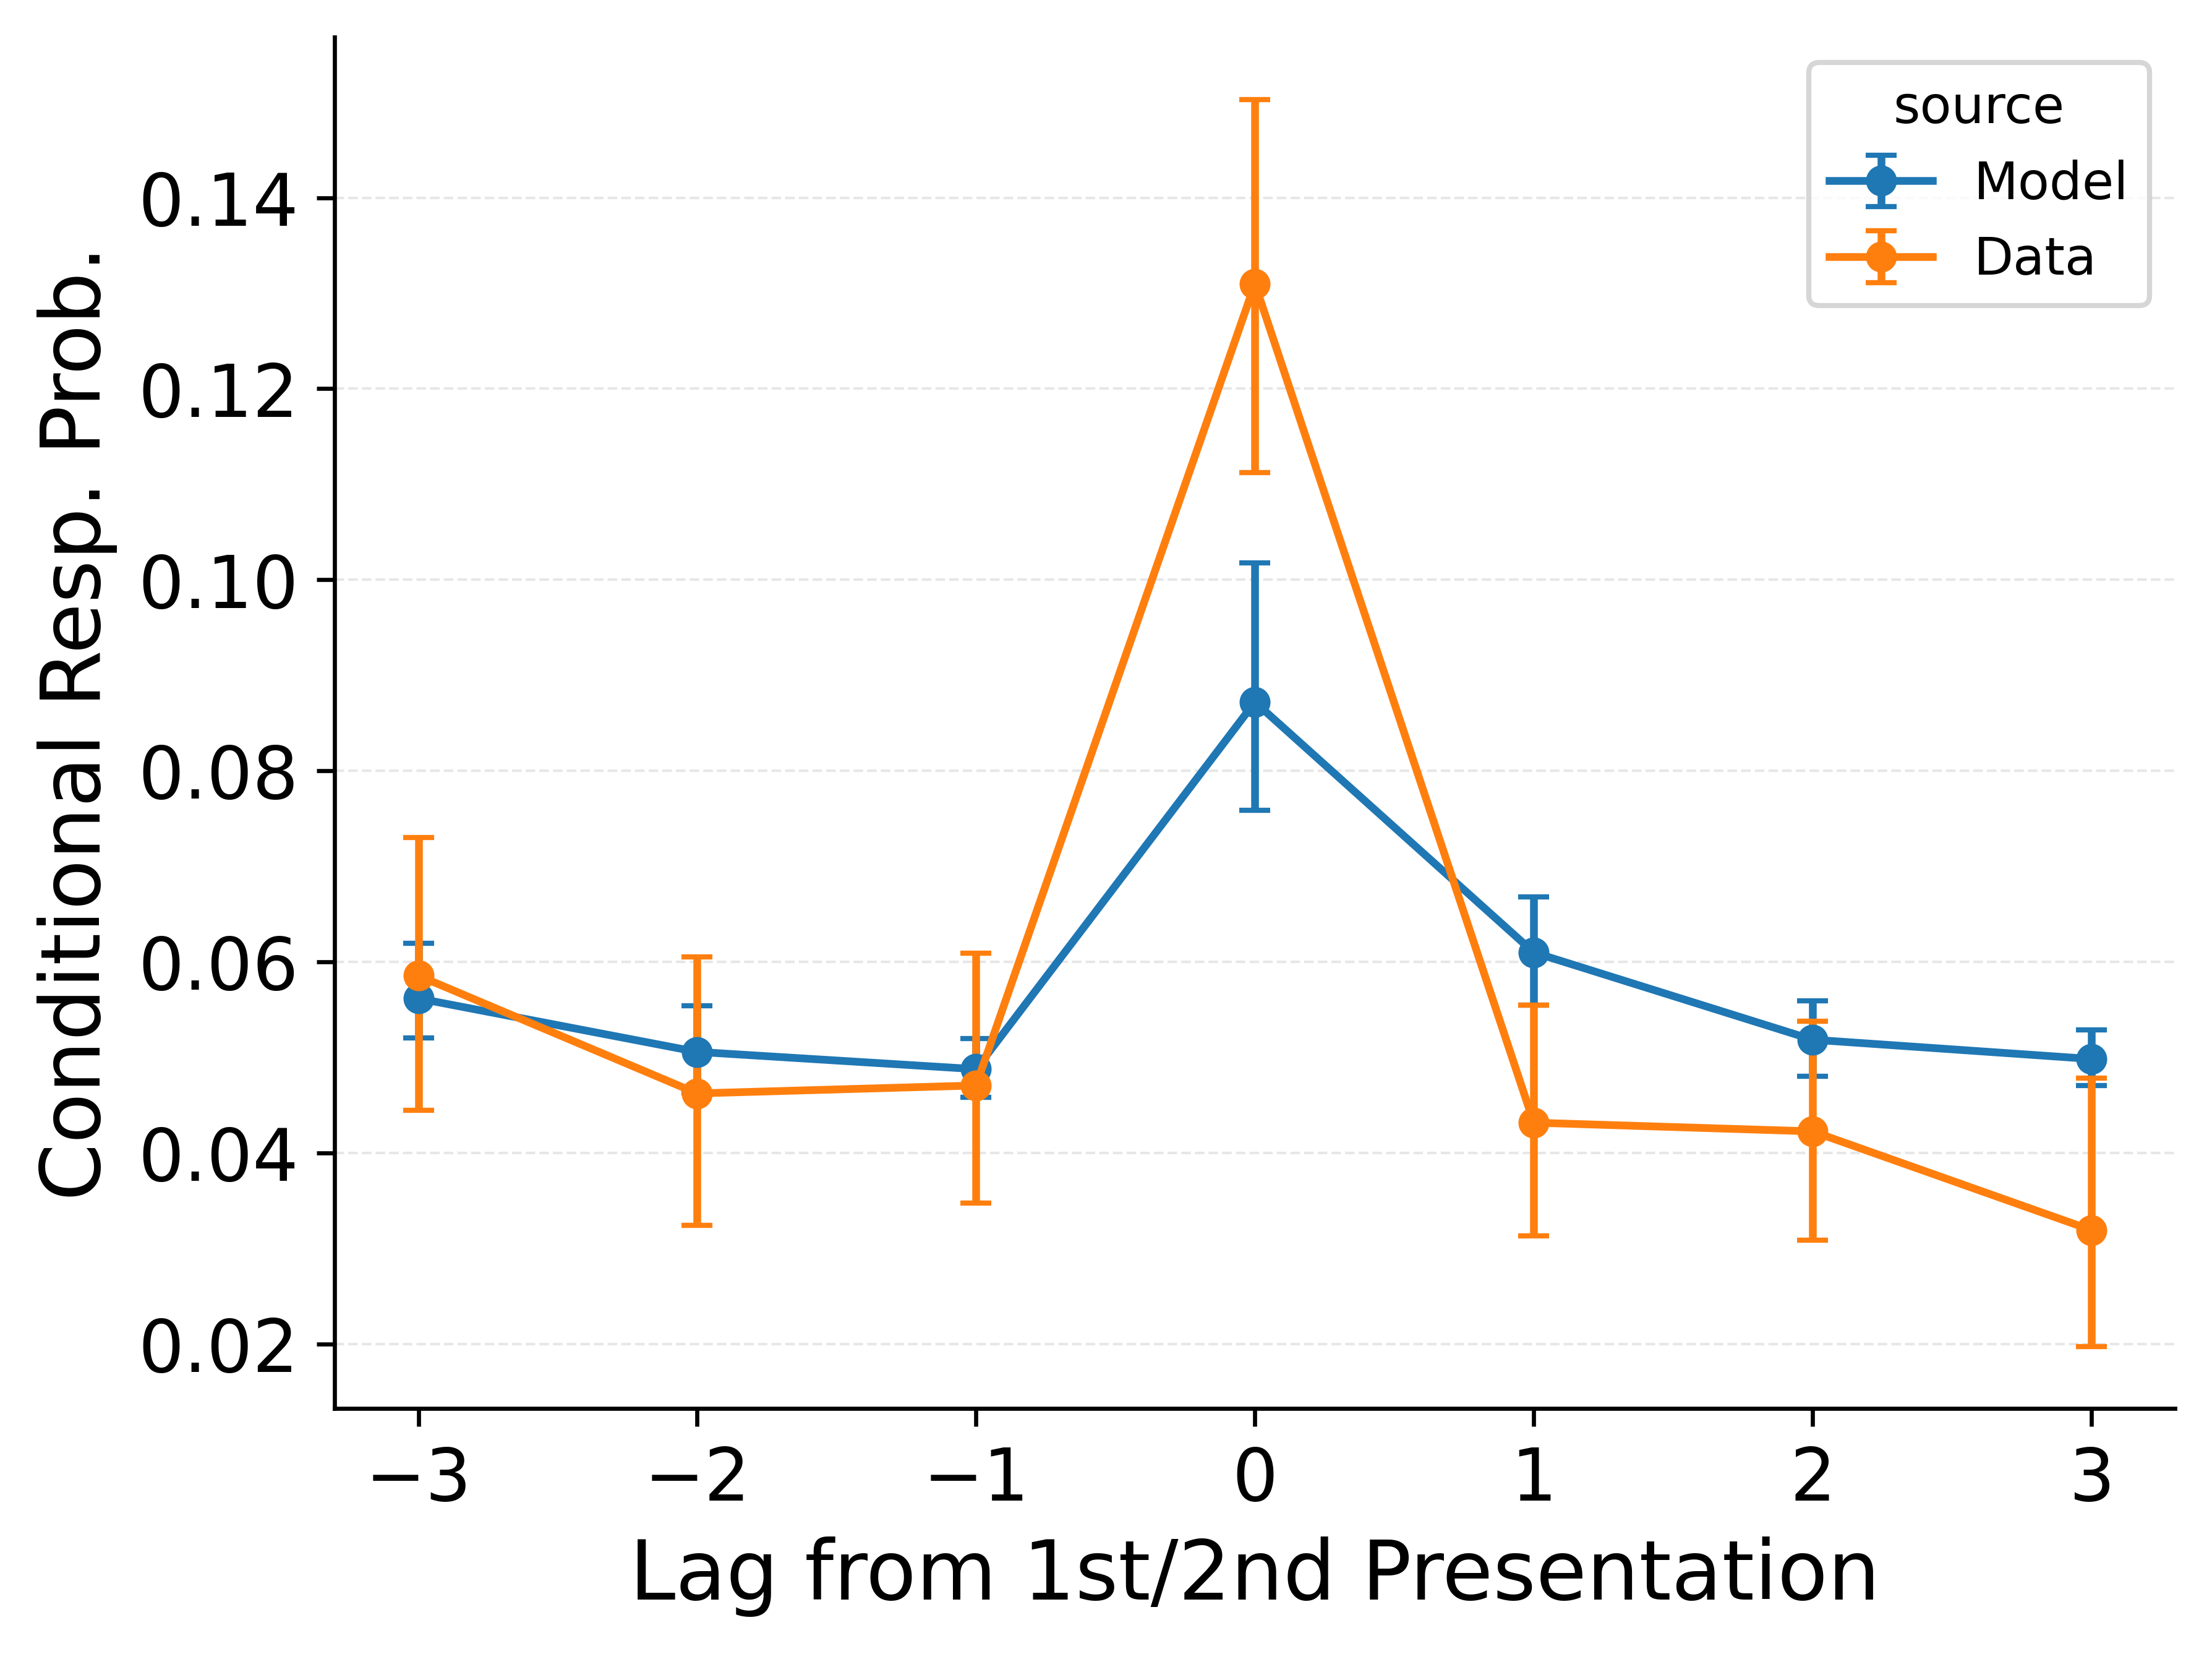 source
Model
Data
Conditional Resp. Prob.
0.14
0.12
0.10
0.08
0.06
0.04
0.02
−3 −2 −1 0 1 2 3
Lag from 1st/2nd Presentation